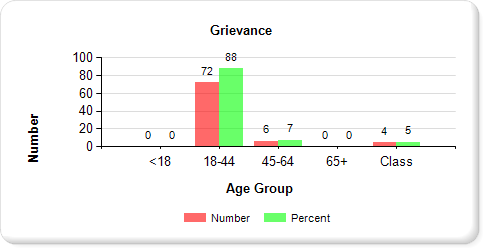 Grievance
100
80
60
40
20
0
Number
72 88
0 0 6 7 0 0 4 5
<18 18-44 45-64 65+ Class
Age Group
Number Percent